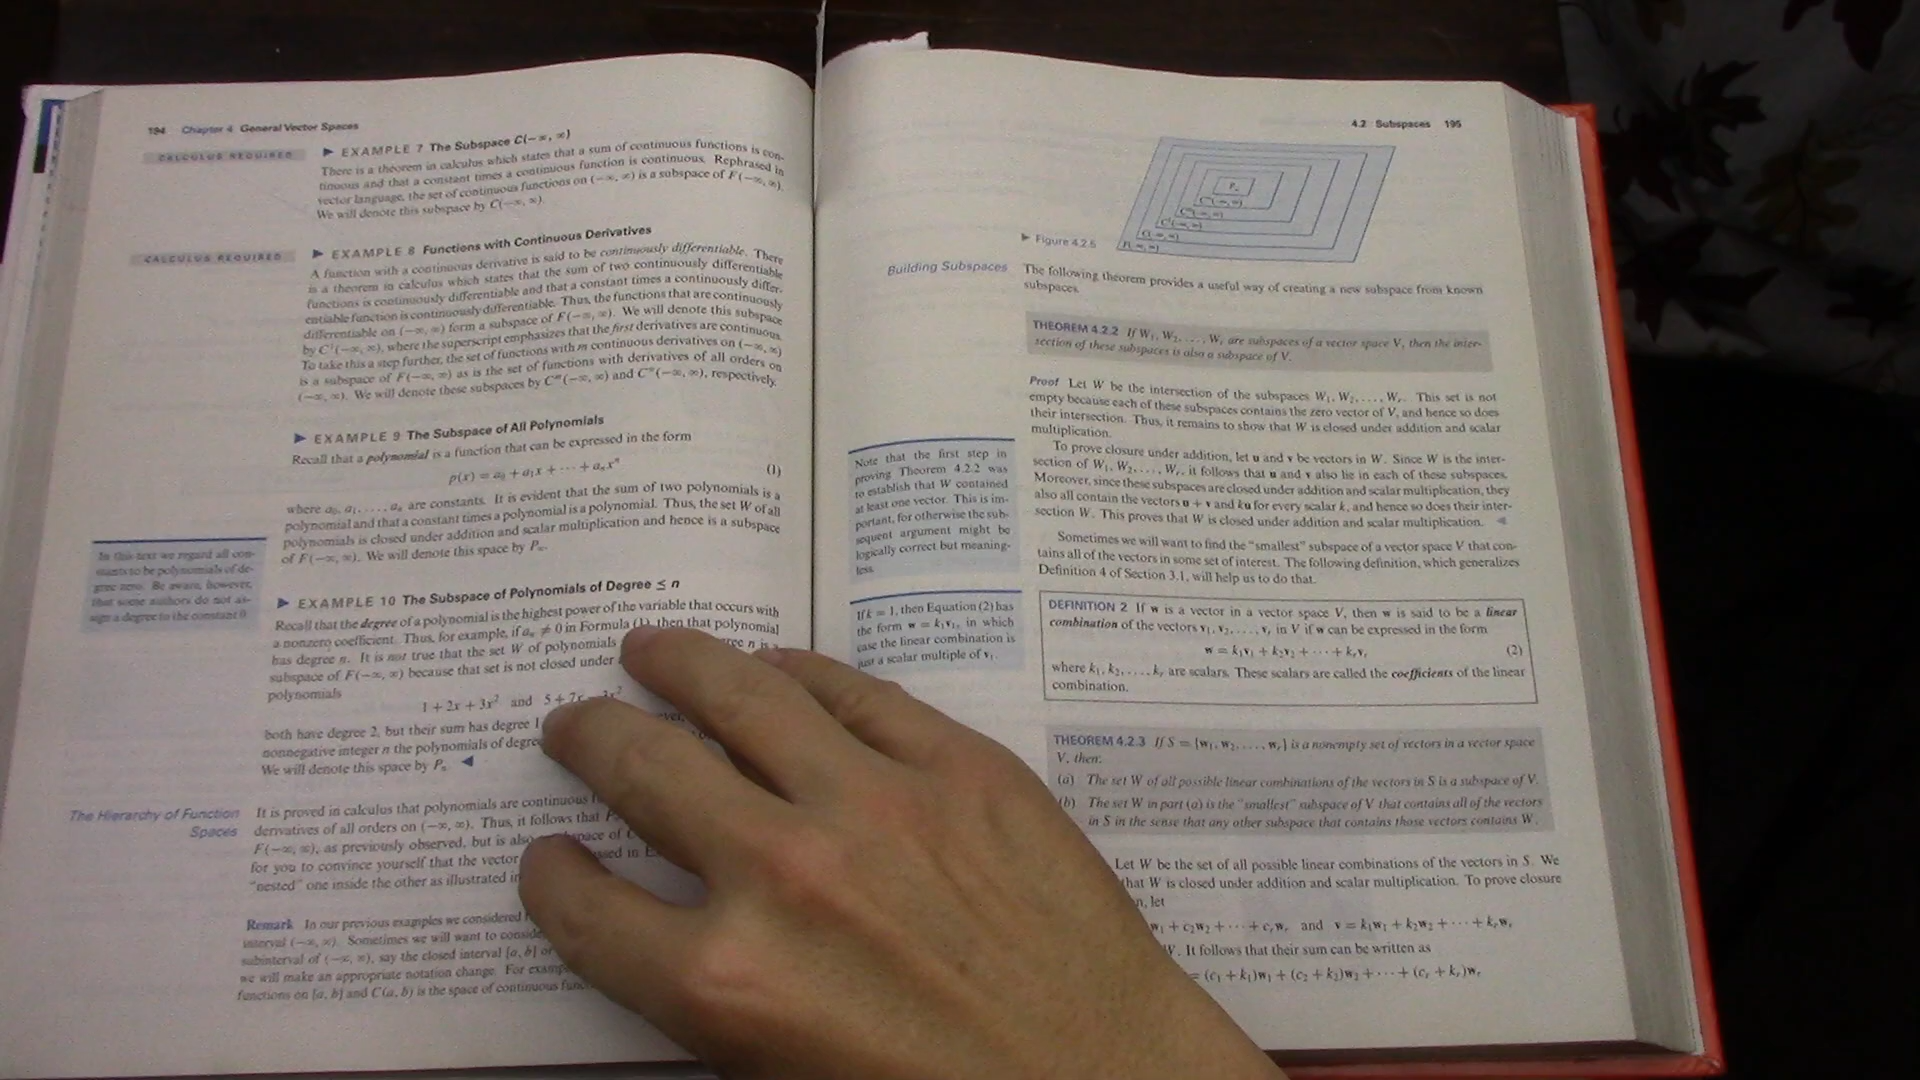 194 Chapter 4 General Vector Spaces
CALCULUS REQUIRED
▶ EXAMPLE 7 The Subspace C(−∞, ∞)
There is a theorem in calculus which states that a sum of continuous functions is con-
tinuous and that a constant times a continuous function is continuous. Rephrased in
vector language, the set of continuous functions on (−∞, ∞) is a subspace of F(−∞, ∞).
We will denote this subspace by C(−∞, ∞).
CALCULUS REQUIRED
▶ EXAMPLE 8 Functions with Continuous Derivatives
A function with a continuous derivative is said to be continuously differentiable. There
is a theorem in calculus which states that the sum of two continuously differentiable
functions is continuously differentiable and that a constant times a continuously differ-
entiable function is continuously differentiable. Thus, the functions that are continuously
differentiable on (−∞, ∞) form a subspace of F(−∞, ∞). We will denote this subspace
by C¹(−∞, ∞), where the superscript emphasizes that the first derivatives are continuous.
To take this a step further, the set of functions with m continuous derivatives on (−∞, ∞)
is a subspace of F(−∞, ∞) as is the set of functions with derivatives of all orders on
(−∞, ∞). We will denote these subspaces by Cᵐ(−∞, ∞) and C^∞(−∞, ∞), respectively.
▶ EXAMPLE 9 The Subspace of All Polynomials
Recall that a polynomial is a function that can be expressed in the form
p(x) = a₀ + a₁x + ··· + aₙxⁿ (1)
where a₀, a₁, ..., aₙ are constants. It is evident that the sum of two polynomials is a
polynomial and that a constant times a polynomial is a polynomial. Thus, the set W of all
polynomials is closed under addition and scalar multiplication and hence is a subspace
of F(−∞, ∞). We will denote this space by P∞.
In this text we regard all con-
stants to be polynomials of de-
gree zero. Be aware, however,
that some authors do not as-
sign a degree to the constant 0.
▶ EXAMPLE 10 The Subspace of Polynomials of Degree ≤ n
Recall that the degree of a polynomial is the highest power of the variable that occurs with
a nonzero coefficient. Thus, for example, if aₙ ≠ 0 in Formula (1), then that polynomial
has degree n. It is not true that the set W of polynomials gree n is a
subspace of F(−∞, ∞) because that set is not closed under
polynomials
1 + 2x + 3x² and 5 + 7x − 3x²
both have degree 2, but their sum has degree 1
nonnegative integer n the polynomials of degree
We will denote this space by Pₙ. ◀
The Hierarchy of Function
Spaces
It is proved in calculus that polynomials are continuous
derivatives of all orders on (−∞, ∞). Thus, it follows that
F(−∞, ∞), as previously observed, but is also
for you to convince yourself that the vector
"nested" one inside the other as illustrated in
Remark In our previous examples we considered
interval (−∞, ∞). Sometimes we will want to
subinterval of (−∞, ∞), say the closed interval [a, b] or
we will make an appropriate notation change. For
functions on [a, b] and C(a, b) is the space of continuous
4.2 Subspaces 195
▶ Figure 4.2.6
Building Subspaces
The following theorem provides a useful way of creating a new subspace from known
subspaces.
THEOREM 4.2.2 If W₁, W₂, ..., Wᵣ are subspaces of a vector space V, then the inter-
section of these subspaces is also a subspace of V.
Proof Let W be the intersection of the subspaces W₁, W₂, ..., Wᵣ. This set is not
empty because each of these subspaces contains the zero vector of V, and hence so does
their intersection. Thus, it remains to show that W is closed under addition and scalar
multiplication.
To prove closure under addition, let u and v be vectors in W. Since W is the inter-
section of W₁, W₂, ..., Wᵣ, it follows that u and v also lie in each of these subspaces.
Moreover, since these subspaces are closed under addition and scalar multiplication, they
also all contain the vectors u + v and ku for every scalar k, and hence so does their inter-
section W. This proves that W is closed under addition and scalar multiplication. ◀
Note that the first step in
proving Theorem 4.2.2 was
to establish that W contained
at least one vector. This is im-
portant, for otherwise the sub-
sequent argument might be
logically correct but meaning-
less.
Sometimes we will want to find the "smallest" subspace of a vector space V that con-
tains all of the vectors in some set of interest. The following definition, which generalizes
Definition 4 of Section 3.1, will help us to do that.
If k = 1, then Equation (2) has
the form w = k₁v₁, in which
case the linear combination is
just a scalar multiple of v₁.
DEFINITION 2 If w is a vector in a vector space V, then w is said to be a linear
combination of the vectors v₁, v₂, ..., vᵣ in V if w can be expressed in the form
w = k₁v₁ + k₂v₂ + ··· + kᵣvᵣ (2)
where k₁, k₂, ..., kᵣ are scalars. These scalars are called the coefficients of the linear
combination.
THEOREM 4.2.3 If S = {w₁, w₂, ..., wᵣ} is a nonempty set of vectors in a vector space
V, then:
(a) The set W of all possible linear combinations of the vectors in S is a subspace of V.
(b) The set W in part (a) is the "smallest" subspace of V that contains all of the vectors
in S in the sense that any other subspace that contains those vectors contains W.
Let W be the set of all possible linear combinations of the vectors in S. We
that W is closed under addition and scalar multiplication. To prove closure
n, let
w₁ + c₂w₂ + ··· + cᵣwᵣ and v = k₁w₁ + k₂w₂ + ··· + kᵣwᵣ
W. It follows that their sum can be written as
= (c₁ + k₁)w₁ + (c₂ + k₂)w₂ + ··· + (cᵣ + kᵣ)wᵣ